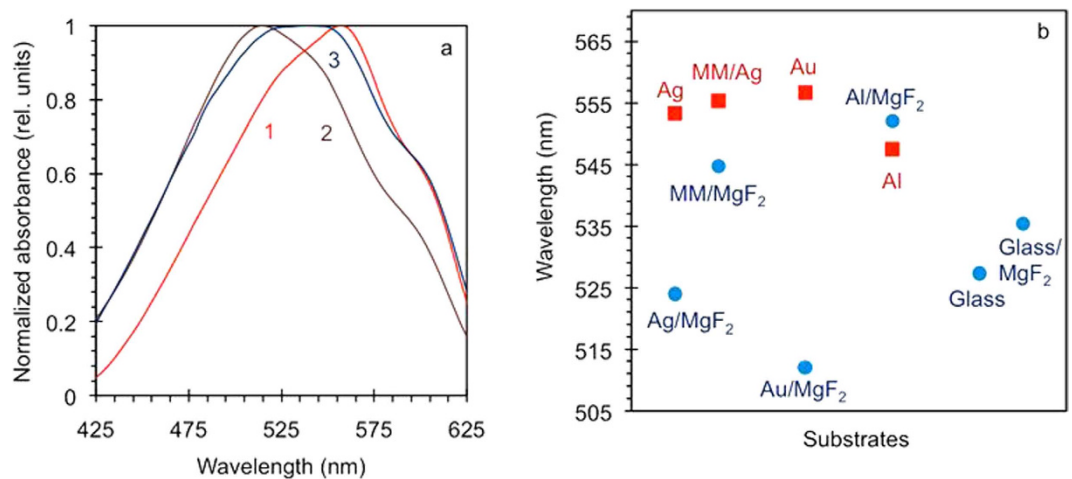 Normalized absorbance (rel. units)
1
0.8
0.6
0.4
0.2
0
a
1
2
3
425
475
525
575
625
Wavelength (nm)
Wavelength (nm)
565
555
545
535
525
515
505
b
Ag
MM/Ag
Au
Al/MgF₂
Al
MM/MgF₂
Glass/
MgF₂
Glass
Ag/MgF₂
Au/MgF₂
Substrates